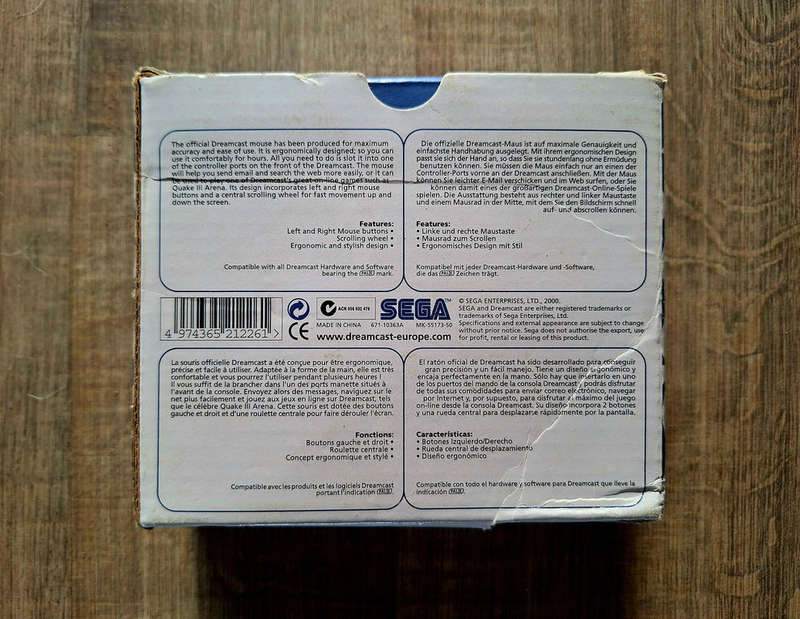 The official Dreamcast mouse has been produced for maximum
accuracy and ease of use. It is ergonomically designed; so you can
use it comfortably for hours. All you need to do is slot it into one
of the controller ports on the front of the Dreamcast. The mouse
will help you send email and search the web more easily, or it can
be used to play one of Dreamcast's great on-line games such as
Quake III Arena. Its design incorporates left and right mouse
buttons and a central scrolling wheel for fast movement up and
down the screen.
Features:
Left and Right Mouse buttons •
Scrolling wheel •
Ergonomic and stylish design •
Compatible with all Dreamcast Hardware and Software
bearing the PAL/E mark.
Die offizielle Dreamcast-Maus ist auf maximale Genauigkeit und
einfachste Handhabung ausgelegt. Mit ihrem ergonomischen Design
passt sie sich der Hand an, so dass Sie sie stundenlang ohne Ermüdung
benutzen können. Sie müssen die Maus einfach nur an einen der
Controller-Ports vorne an der Dreamcast anschließen. Mit der Maus
können Sie leichter E-Mail verschicken und im Web surfen, oder Sie
können damit eines der großartigen Dreamcast-Online-Spiele
spielen. Die Ausstattung besteht aus rechter und linker Maustaste
und einem Mausrad in der Mitte, mit dem Sie den Bildschirm schnell
auf- und abscrollen können.
Features:
• Linke und rechte Maustaste
• Mausrad zum Scrollen
• Ergonomisches Design mit Stil
Kompatibel mit jeder Dreamcast-Hardware und -Software,
die das PAL/E Zeichen trägt.
4 974365 212261 >
CE
ACN 056 602 479
MADE IN CHINA 671-10363A MK-55173-50
SEGA™
www.dreamcast-europe.com
© SEGA ENTERPRISES, LTD., 2000.
SEGA and Dreamcast are either registered trademarks or
trademarks of Sega Enterprises, Ltd.
Specifications and external appearance are subject to change
without prior notice. Sega does not authorise the export, use
for profit, rental or leasing of this product.
La souris officielle Dreamcast a été conçue pour être ergonomique,
précise et facile à utiliser. Adaptée à la forme de la main, elle est très
confortable et vous pourrez l'utiliser pendant plusieurs heures !
Il vous suffit de la brancher dans l'un des ports manette situés à
l'avant de la console. Envoyez alors des messages, naviguez sur le
net plus facilement et jouez aux jeux en ligne sur Dreamcast, tels
que le célèbre Quake III Arena. Cette souris est dotée des boutons
gauche et droit et d'une roulette centrale pour faire dérouler l'écran.
Fonctions:
Boutons gauche et droit •
Roulette centrale •
Concept ergonomique et stylé •
Compatible avec les produits et les logiciels Dreamcast
portant l'indication PAL/E.
El ratón oficial de Dreamcast ha sido desarrollado para conseguir
gran precisión y un fácil manejo. Tiene un diseño ergonómico y
encaja perfectamente en la mano. Sólo hay que insertarlo en uno
de los puertos del mando de la consola Dreamcast y podrás disfrutar
de todas sus comodidades para enviar correo electrónico, navegar
por Internet y, por supuesto, para disfrutar al máximo del juego
on-line desde la consola Dreamcast. Su diseño incorpora 2 botones
y una rueda central para desplazarse rápidamente por la pantalla.
Características:
• Botones Izquierdo/Derecho
• Rueda central de desplazamiento
• Diseño ergonómico
Compatible con todo el hardware y software para Dreamcast que lleve la
indicación PAL/E.